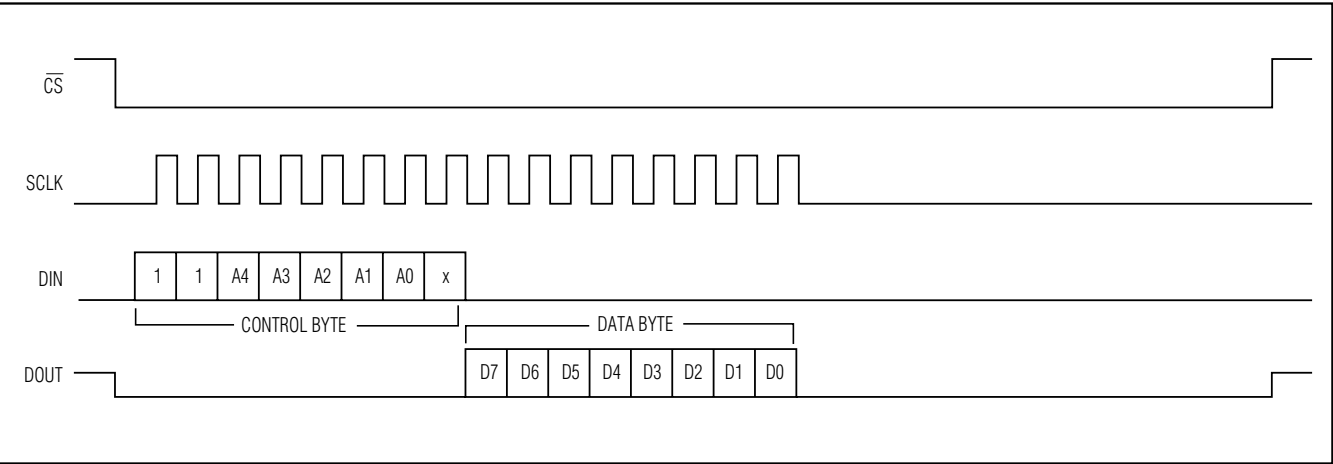 C̅S̅
SCLK
DIN 1 1 A4 A3 A2 A1 A0 x
CONTROL BYTE DATA BYTE
DOUT D7 D6 D5 D4 D3 D2 D1 D0